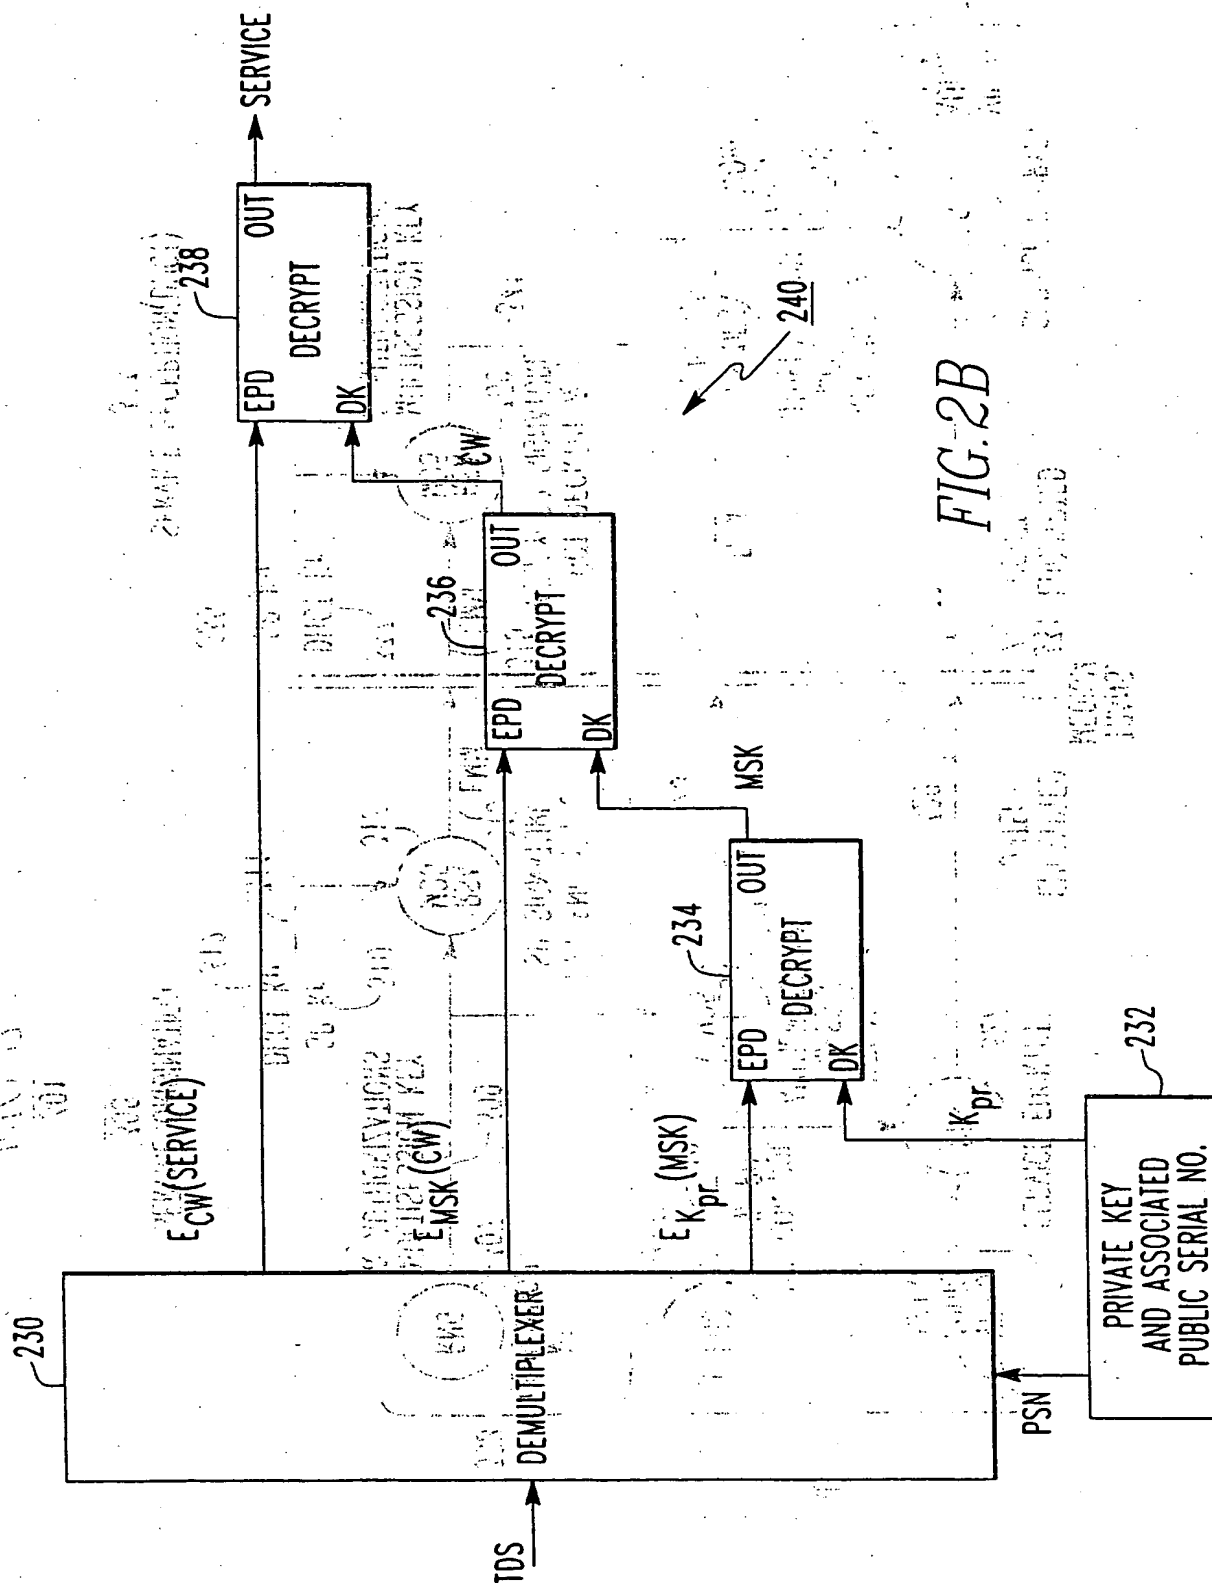 230
TDS
DEMULTIPLEXER
PSN
E_CW(SERVICE)
E_MSK(CW)
E_Kpr(MSK)
232
PRIVATE KEY
AND ASSOCIATED
PUBLIC SERIAL NO.
Kpr
234
EPD
OUT
DECRYPT
DK
MSK
236
EPD
OUT
DECRYPT
DK
CW
238
EPD
OUT
DECRYPT
DK
SERVICE
240
FIG. 2B